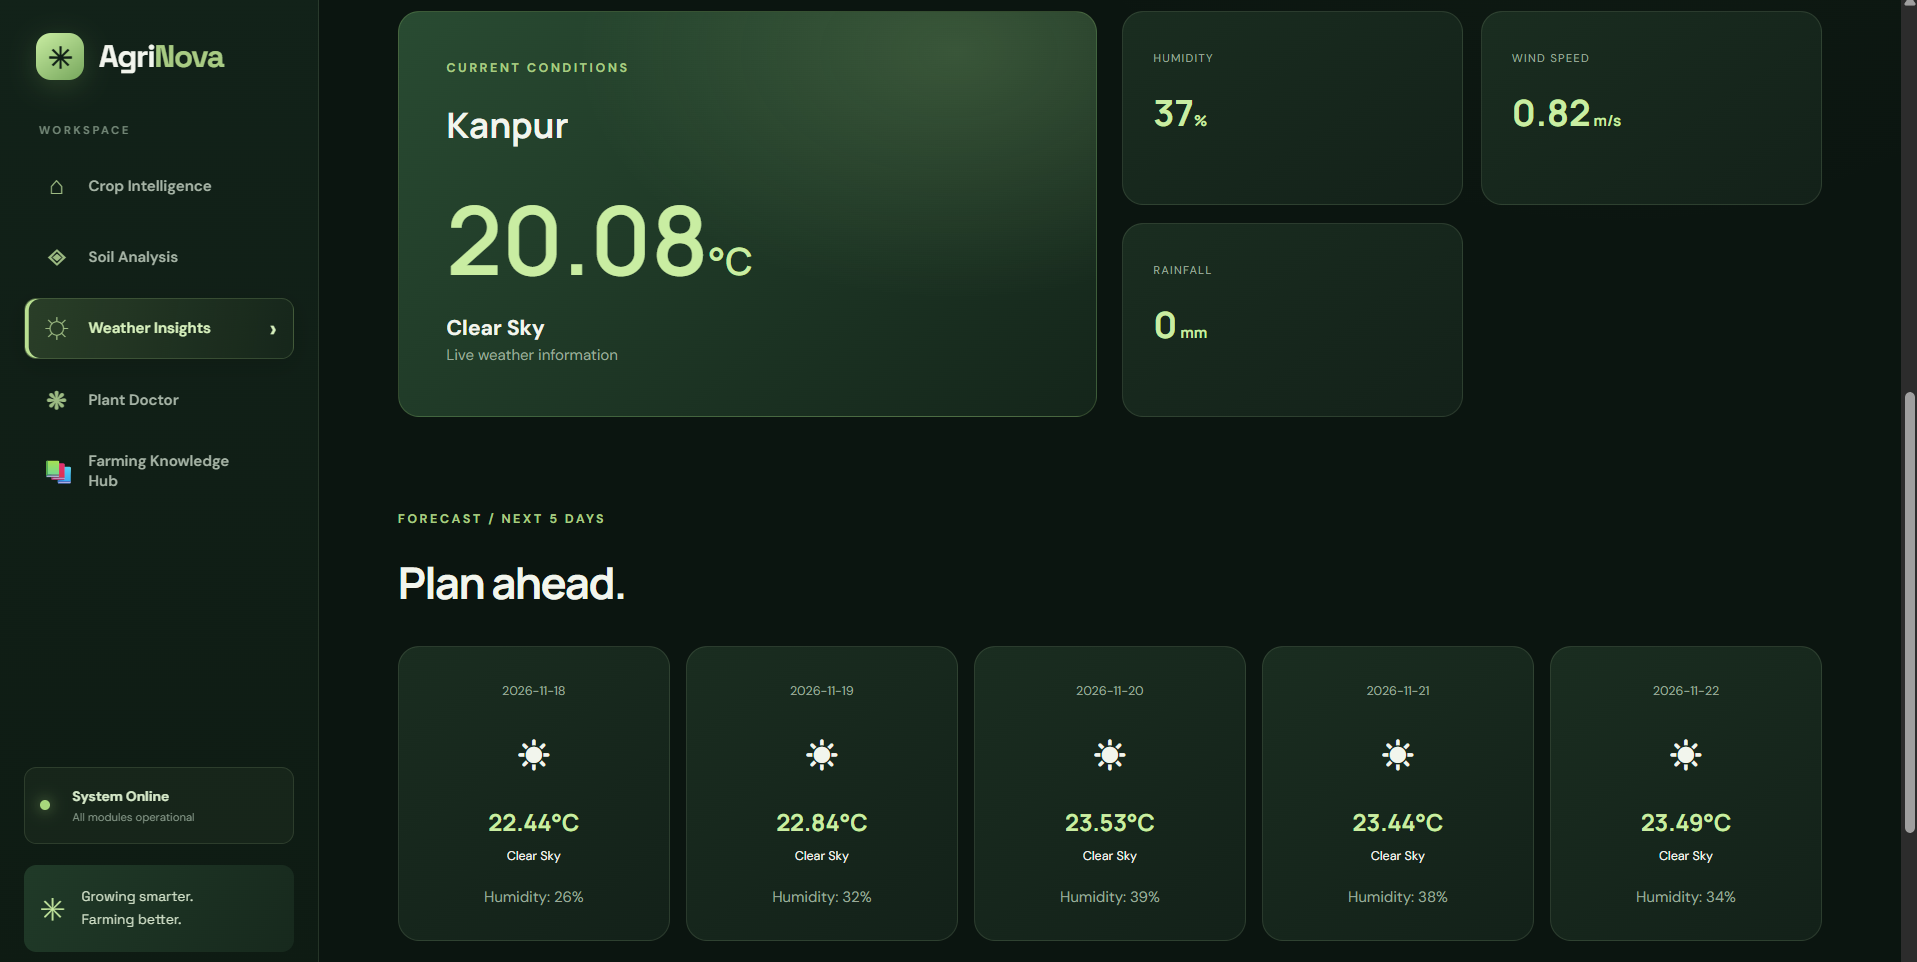 AgriNova
WORKSPACE
Crop Intelligence
Soil Analysis
Weather Insights
Plant Doctor
Farming Knowledge
Hub
System Online
All modules operational
Growing smarter.
Farming better.
CURRENT CONDITIONS
Kanpur
20.08°C
Clear Sky
Live weather information
HUMIDITY
37%
WIND SPEED
0.82 m/s
RAINFALL
0 mm
FORECAST / NEXT 5 DAYS
Plan ahead.
2026-11-18
22.44°C
Clear Sky
Humidity: 26%
2026-11-19
22.84°C
Clear Sky
Humidity: 32%
2026-11-20
23.53°C
Clear Sky
Humidity: 39%
2026-11-21
23.44°C
Clear Sky
Humidity: 38%
2026-11-22
23.49°C
Clear Sky
Humidity: 34%